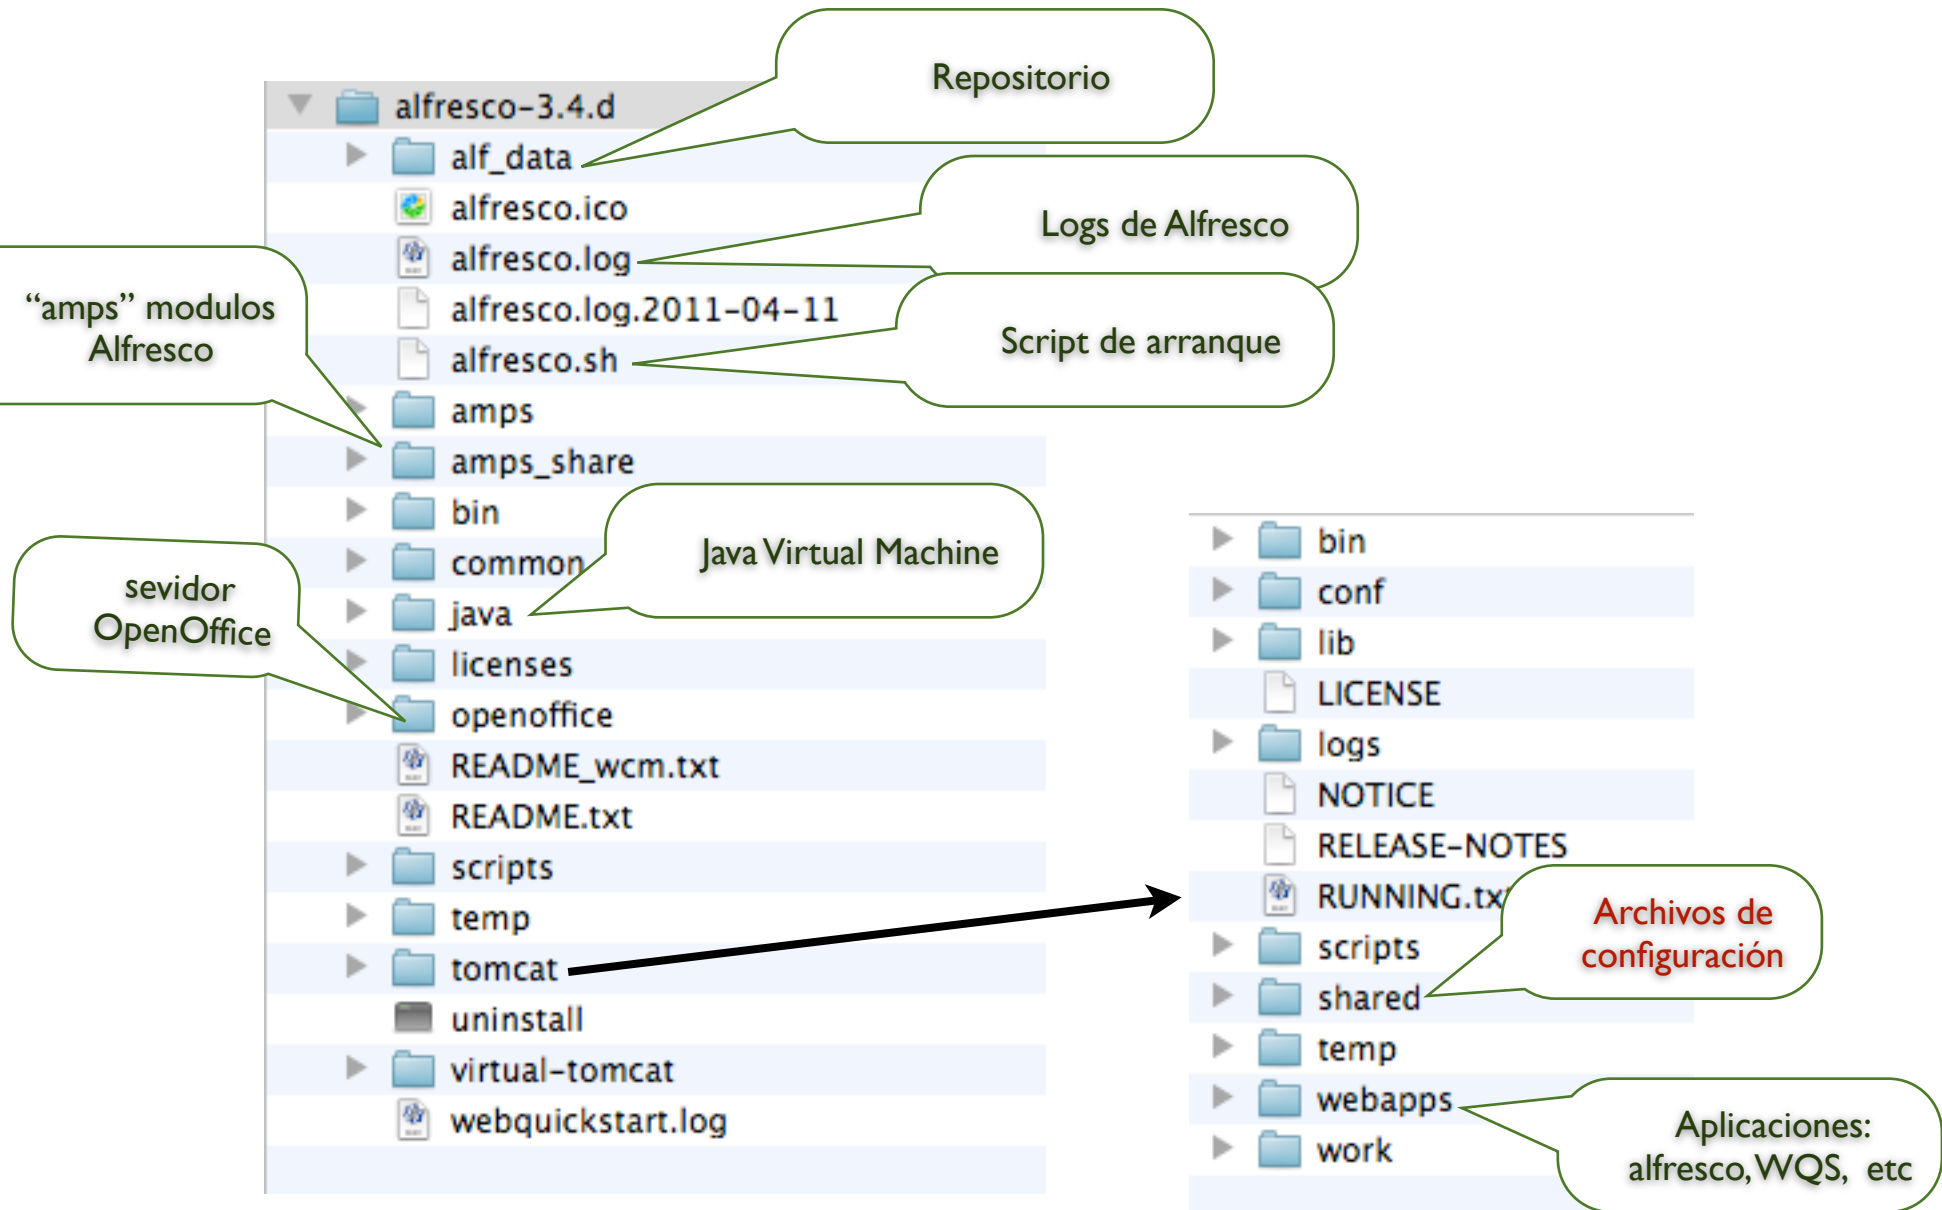 Repositorio
alfresco-3.4.d
alf_data
alfresco.ico
Logs de Alfresco
alfresco.log
"amps" modulos
Alfresco
alfresco.log.2011-04-11
Script de arranque
alfresco.sh
amps
amps_share
bin
Java Virtual Machine
common
sevidor
OpenOffice
java
licenses
openoffice
README_wcm.txt
README.txt
scripts
temp
tomcat
uninstall
virtual-tomcat
webquickstart.log
bin
conf
lib
LICENSE
logs
NOTICE
RELEASE-NOTES
RUNNING.tx
Archivos de
configuración
scripts
shared
temp
webapps
Aplicaciones:
alfresco, WQS, etc
work